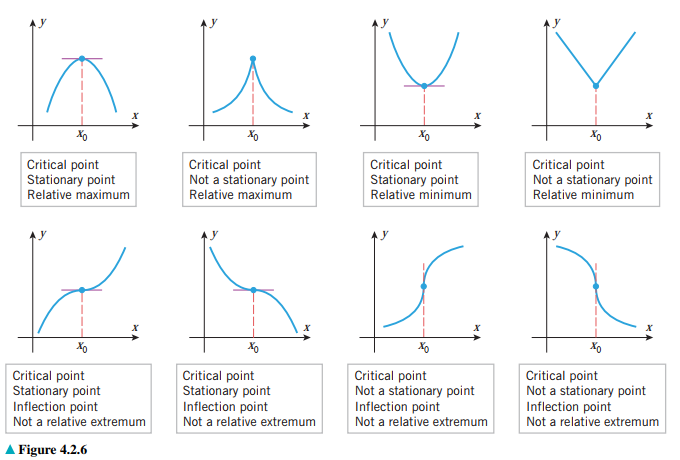 y
y
y
y
x
x
x
x
x0
x0
x0
x0
Critical point
Stationary point
Relative maximum
Critical point
Not a stationary point
Relative maximum
Critical point
Stationary point
Relative minimum
Critical point
Not a stationary point
Relative minimum
y
y
y
y
x
x
x
x
x0
x0
x0
x0
Critical point
Stationary point
Inflection point
Not a relative extremum
Critical point
Stationary point
Inflection point
Not a relative extremum
Critical point
Not a stationary point
Inflection point
Not a relative extremum
Critical point
Not a stationary point
Inflection point
Not a relative extremum
▲ Figure 4.2.6